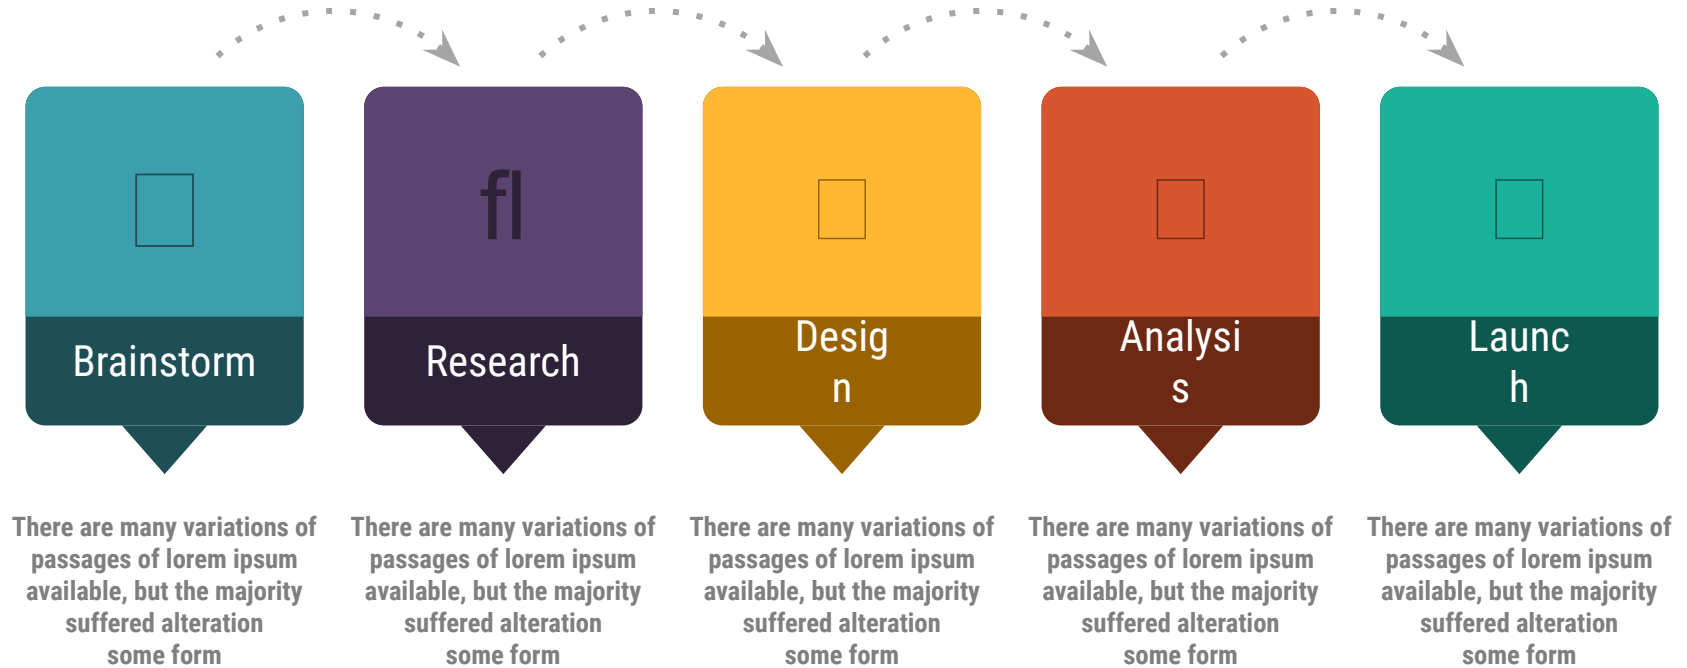 fl
Brainstorm
Research
Desig
n
Analysi
s
Launc
h
There are many variations of
passages of lorem ipsum
available, but the majority
suffered alteration
some form
There are many variations of
passages of lorem ipsum
available, but the majority
suffered alteration
some form
There are many variations of
passages of lorem ipsum
available, but the majority
suffered alteration
some form
There are many variations of
passages of lorem ipsum
available, but the majority
suffered alteration
some form
There are many variations of
passages of lorem ipsum
available, but the majority
suffered alteration
some form